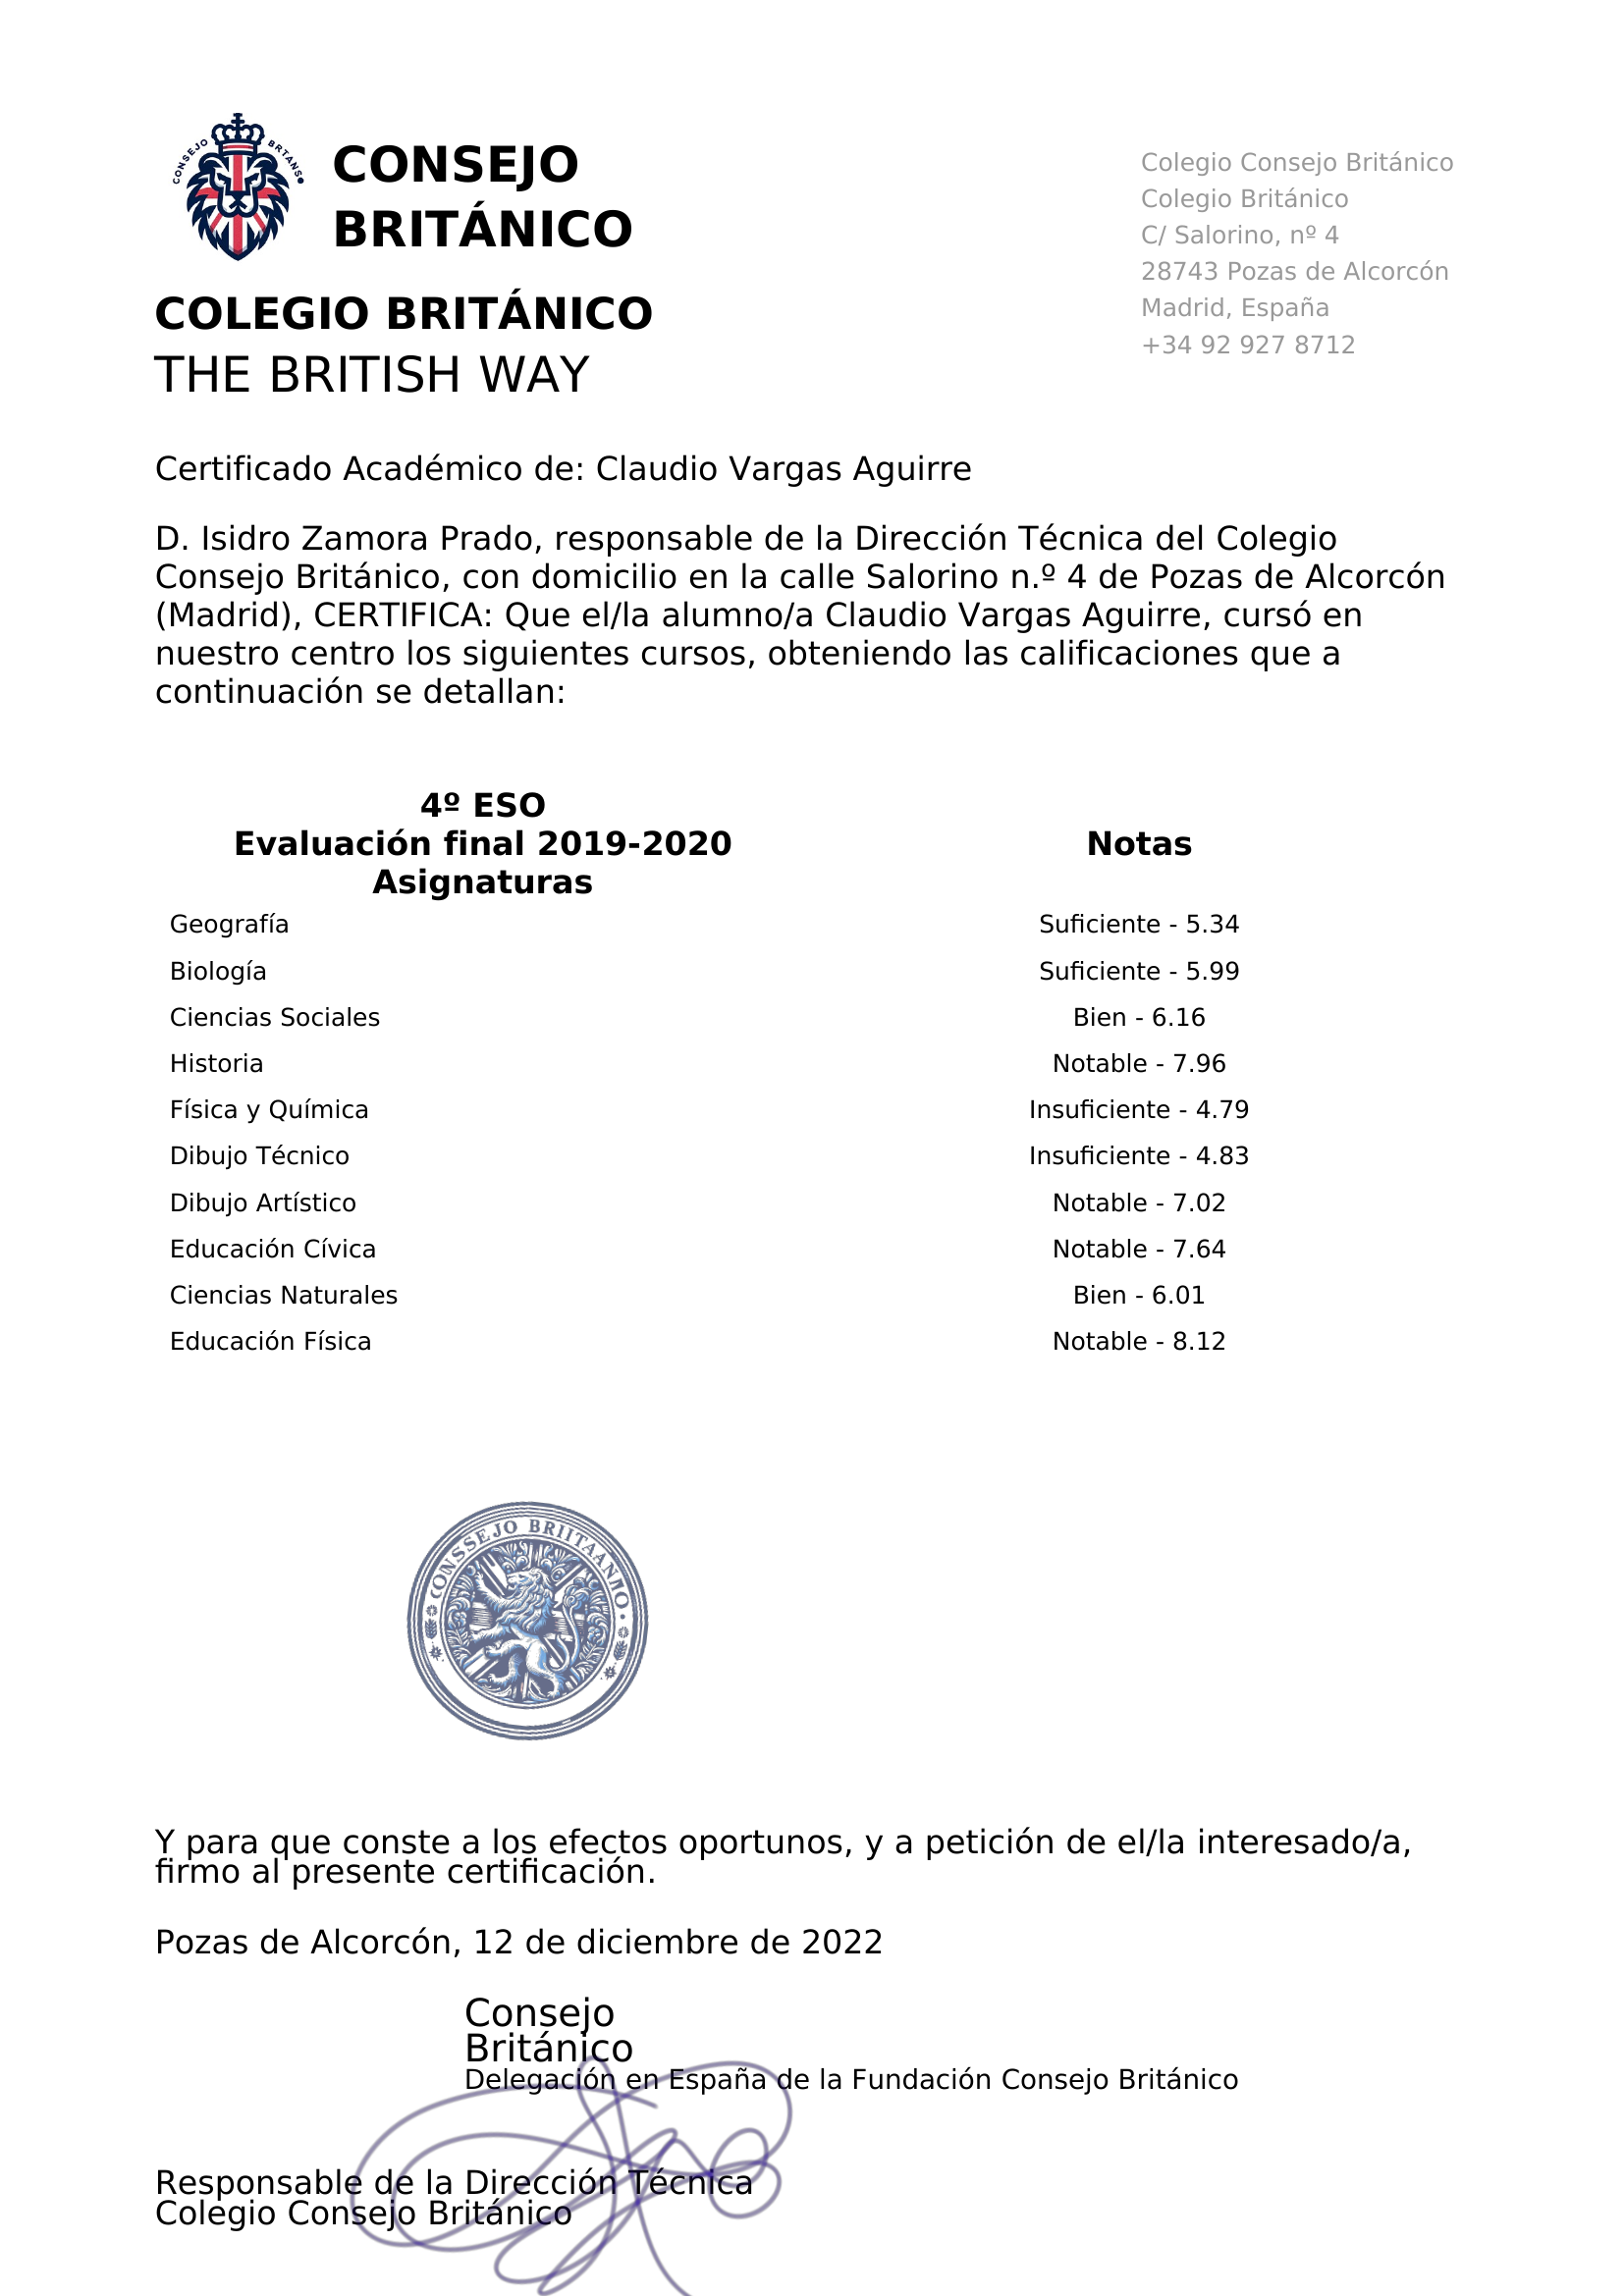 CONSEJO BRTANS
CONSEJO
BRITÁNICO
COLEGIO BRITÁNICO
THE BRITISH WAY
Colegio Consejo Británico
Colegio Británico
C/ Salorino, nº 4
28743 Pozas de Alcorcón
Madrid, España
+34 92 927 8712
Certificado Académico de: Claudio Vargas Aguirre
D. Isidro Zamora Prado, responsable de la Dirección Técnica del Colegio
Consejo Británico, con domicilio en la calle Salorino n.º 4 de Pozas de Alcorcón
(Madrid), CERTIFICA: Que el/la alumno/a Claudio Vargas Aguirre, cursó en
nuestro centro los siguientes cursos, obteniendo las calificaciones que a
continuación se detallan:
4º ESO
Evaluación final 2019-2020 Notas
Asignaturas
Geografía Suficiente - 5.34
Biología Suficiente - 5.99
Ciencias Sociales Bien - 6.16
Historia Notable - 7.96
Física y Química Insuficiente - 4.79
Dibujo Técnico Insuficiente - 4.83
Dibujo Artístico Notable - 7.02
Educación Cívica Notable - 7.64
Ciencias Naturales Bien - 6.01
Educación Física Notable - 8.12
CONSSEJO BRIITAANMO
Y para que conste a los efectos oportunos, y a petición de el/la interesado/a,
firmo al presente certificación.
Pozas de Alcorcón, 12 de diciembre de 2022
Consejo
Británico
Delegación en España de la Fundación Consejo Británico
Responsable de la Dirección Técnica
Colegio Consejo Británico